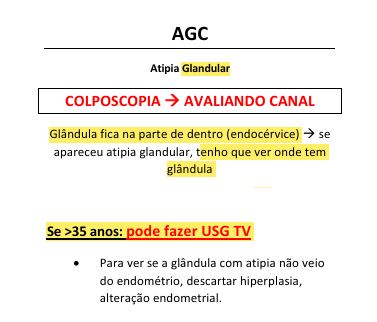 AGC
Atipia Glandular
COLPOSCOPIA → AVALIANDO CANAL
Glândula fica na parte de dentro (endocérvice) → se
apareceu atipia glandular, tenho que ver onde tem
glândula
Se >35 anos: pode fazer USG TV
• Para ver se a glândula com atipia não veio
do endométrio, descartar hiperplasia,
alteração endometrial.